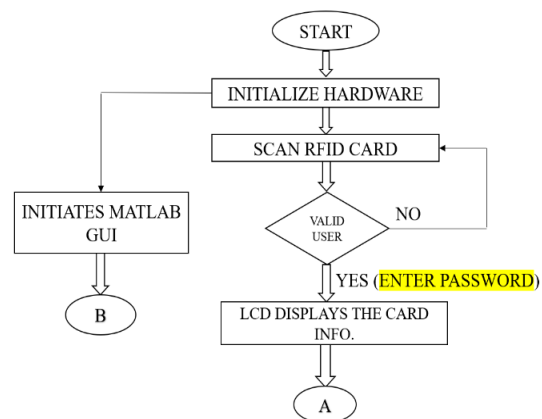 START
INITIALIZE HARDWARE
SCAN RFID CARD
INITIATES MATLAB
GUI
VALID
USER
NO
YES (ENTER PASSWORD)
B
LCD DISPLAYS THE CARD
INFO.
A